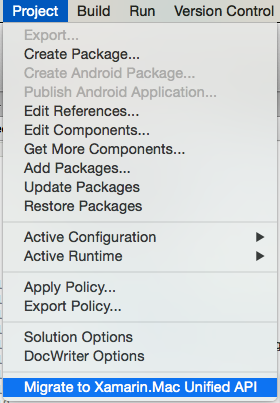 Project Build Run Version Control
Export...
Create Package...
Create Android Package...
Publish Android Application...
Edit References...
Edit Components...
Get More Components...
Add Packages...
Update Packages
Restore Packages
Active Configuration
Active Runtime
Apply Policy...
Export Policy...
Solution Options
DocWriter Options
Migrate to Xamarin.Mac Unified API